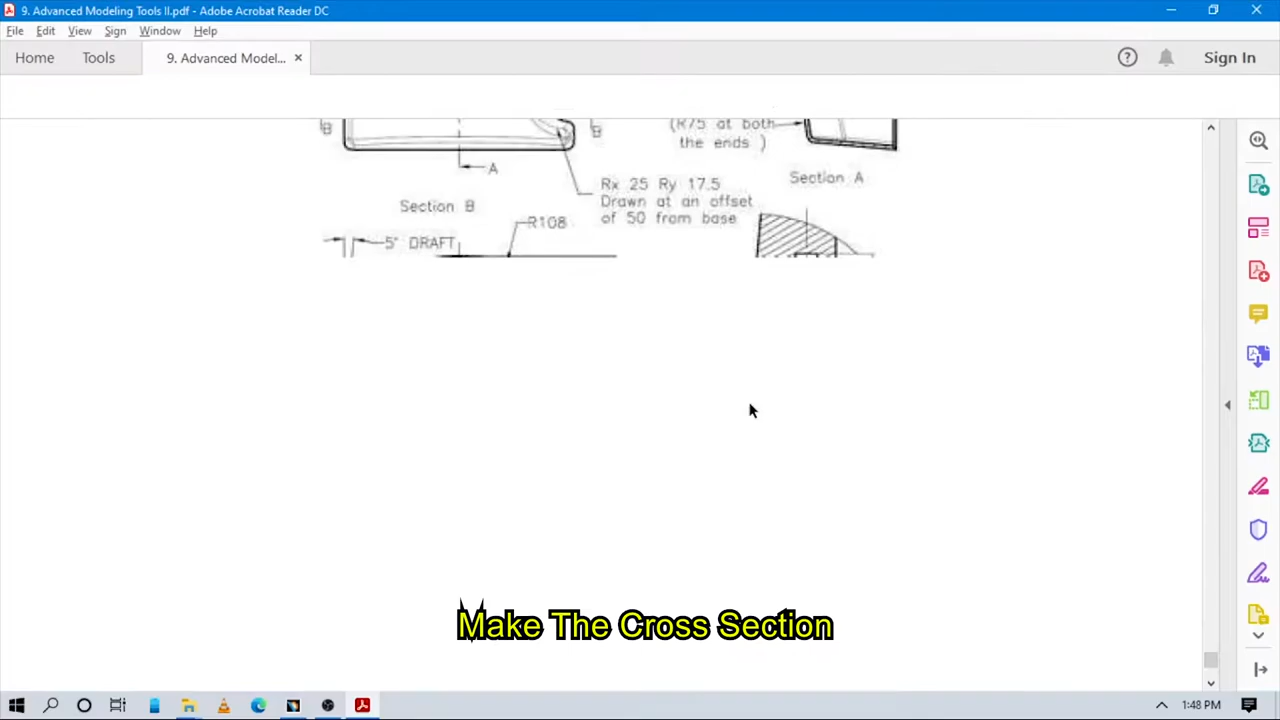 9. Advanced Modeling Tools II.pdf - Adobe Acrobat Reader DC
File Edit View Sign Window Help
Home Tools 9. Advanced Model... Sign In
B B
(R75 at both
the ends )
A
Section A
Rx 25 Ry 17.5
Drawn at an offset
of 50 from base
Section B
R108
5° DRAFT
Make The Cross Section
1:48 PM